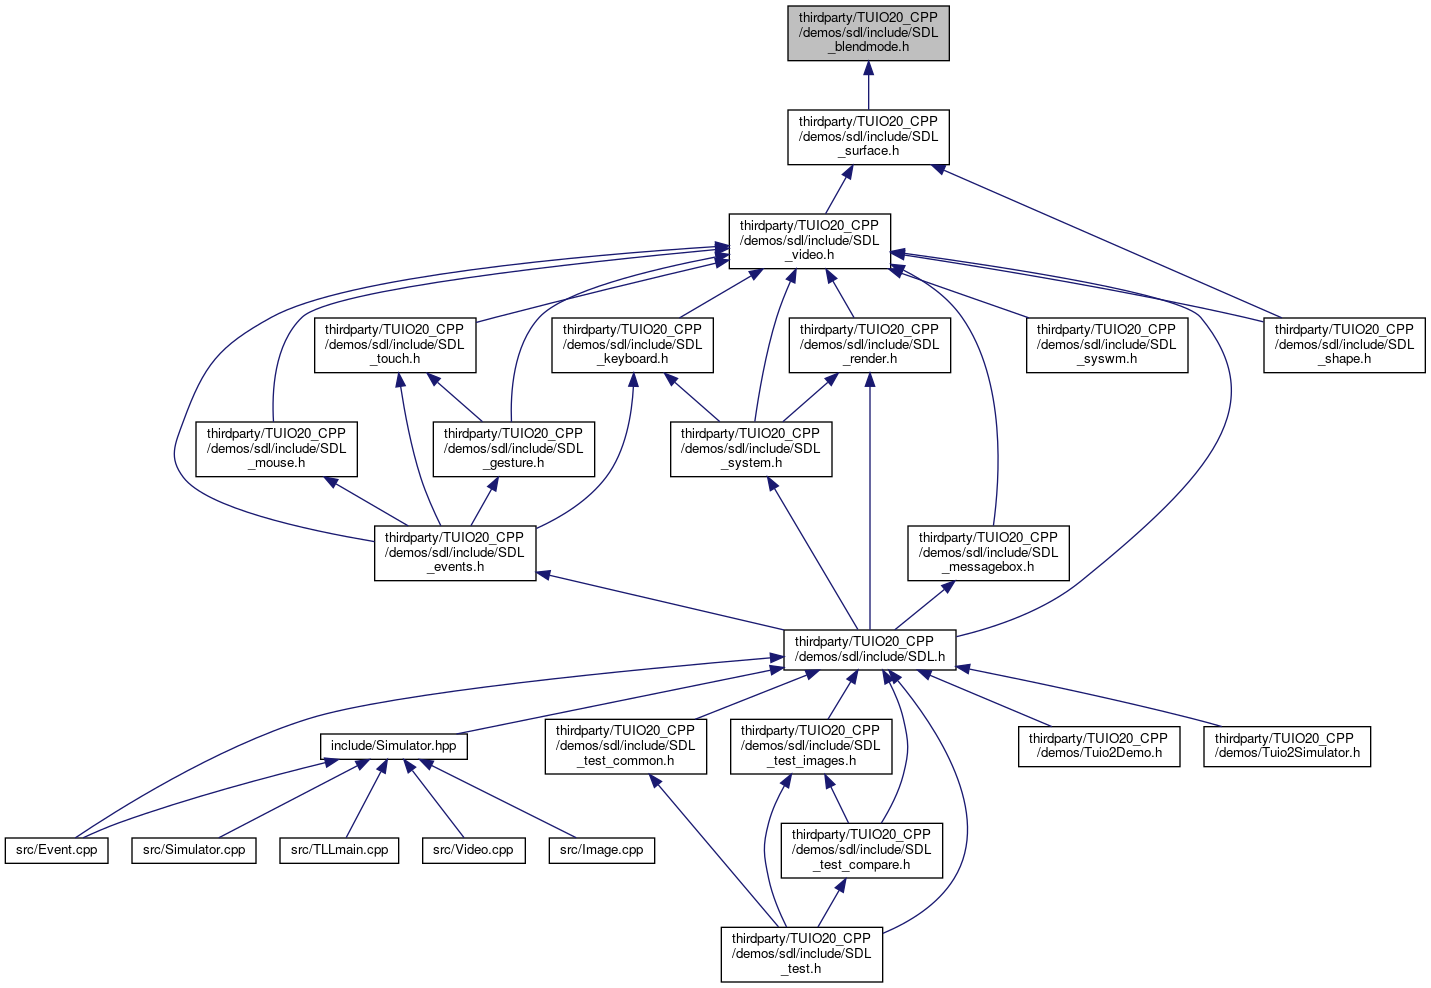 thirdparty/TUIO20_CPP
/demos/sdl/include/SDL
_blendmode.h
thirdparty/TUIO20_CPP
/demos/sdl/include/SDL
_surface.h
thirdparty/TUIO20_CPP
/demos/sdl/include/SDL
_video.h
thirdparty/TUIO20_CPP
/demos/sdl/include/SDL
_touch.h
thirdparty/TUIO20_CPP
/demos/sdl/include/SDL
_keyboard.h
thirdparty/TUIO20_CPP
/demos/sdl/include/SDL
_render.h
thirdparty/TUIO20_CPP
/demos/sdl/include/SDL
_syswm.h
thirdparty/TUIO20_CPP
/demos/sdl/include/SDL
_shape.h
thirdparty/TUIO20_CPP
/demos/sdl/include/SDL
_mouse.h
thirdparty/TUIO20_CPP
/demos/sdl/include/SDL
_gesture.h
thirdparty/TUIO20_CPP
/demos/sdl/include/SDL
_system.h
thirdparty/TUIO20_CPP
/demos/sdl/include/SDL
_events.h
thirdparty/TUIO20_CPP
/demos/sdl/include/SDL
_messagebox.h
thirdparty/TUIO20_CPP
/demos/sdl/include/SDL.h
include/Simulator.hpp
thirdparty/TUIO20_CPP
/demos/sdl/include/SDL
_test_common.h
thirdparty/TUIO20_CPP
/demos/sdl/include/SDL
_test_images.h
thirdparty/TUIO20_CPP
/demos/Tuio2Demo.h
thirdparty/TUIO20_CPP
/demos/Tuio2Simulator.h
src/Event.cpp
src/Simulator.cpp
src/TLLmain.cpp
src/Video.cpp
src/Image.cpp
thirdparty/TUIO20_CPP
/demos/sdl/include/SDL
_test_compare.h
thirdparty/TUIO20_CPP
/demos/sdl/include/SDL
_test.h